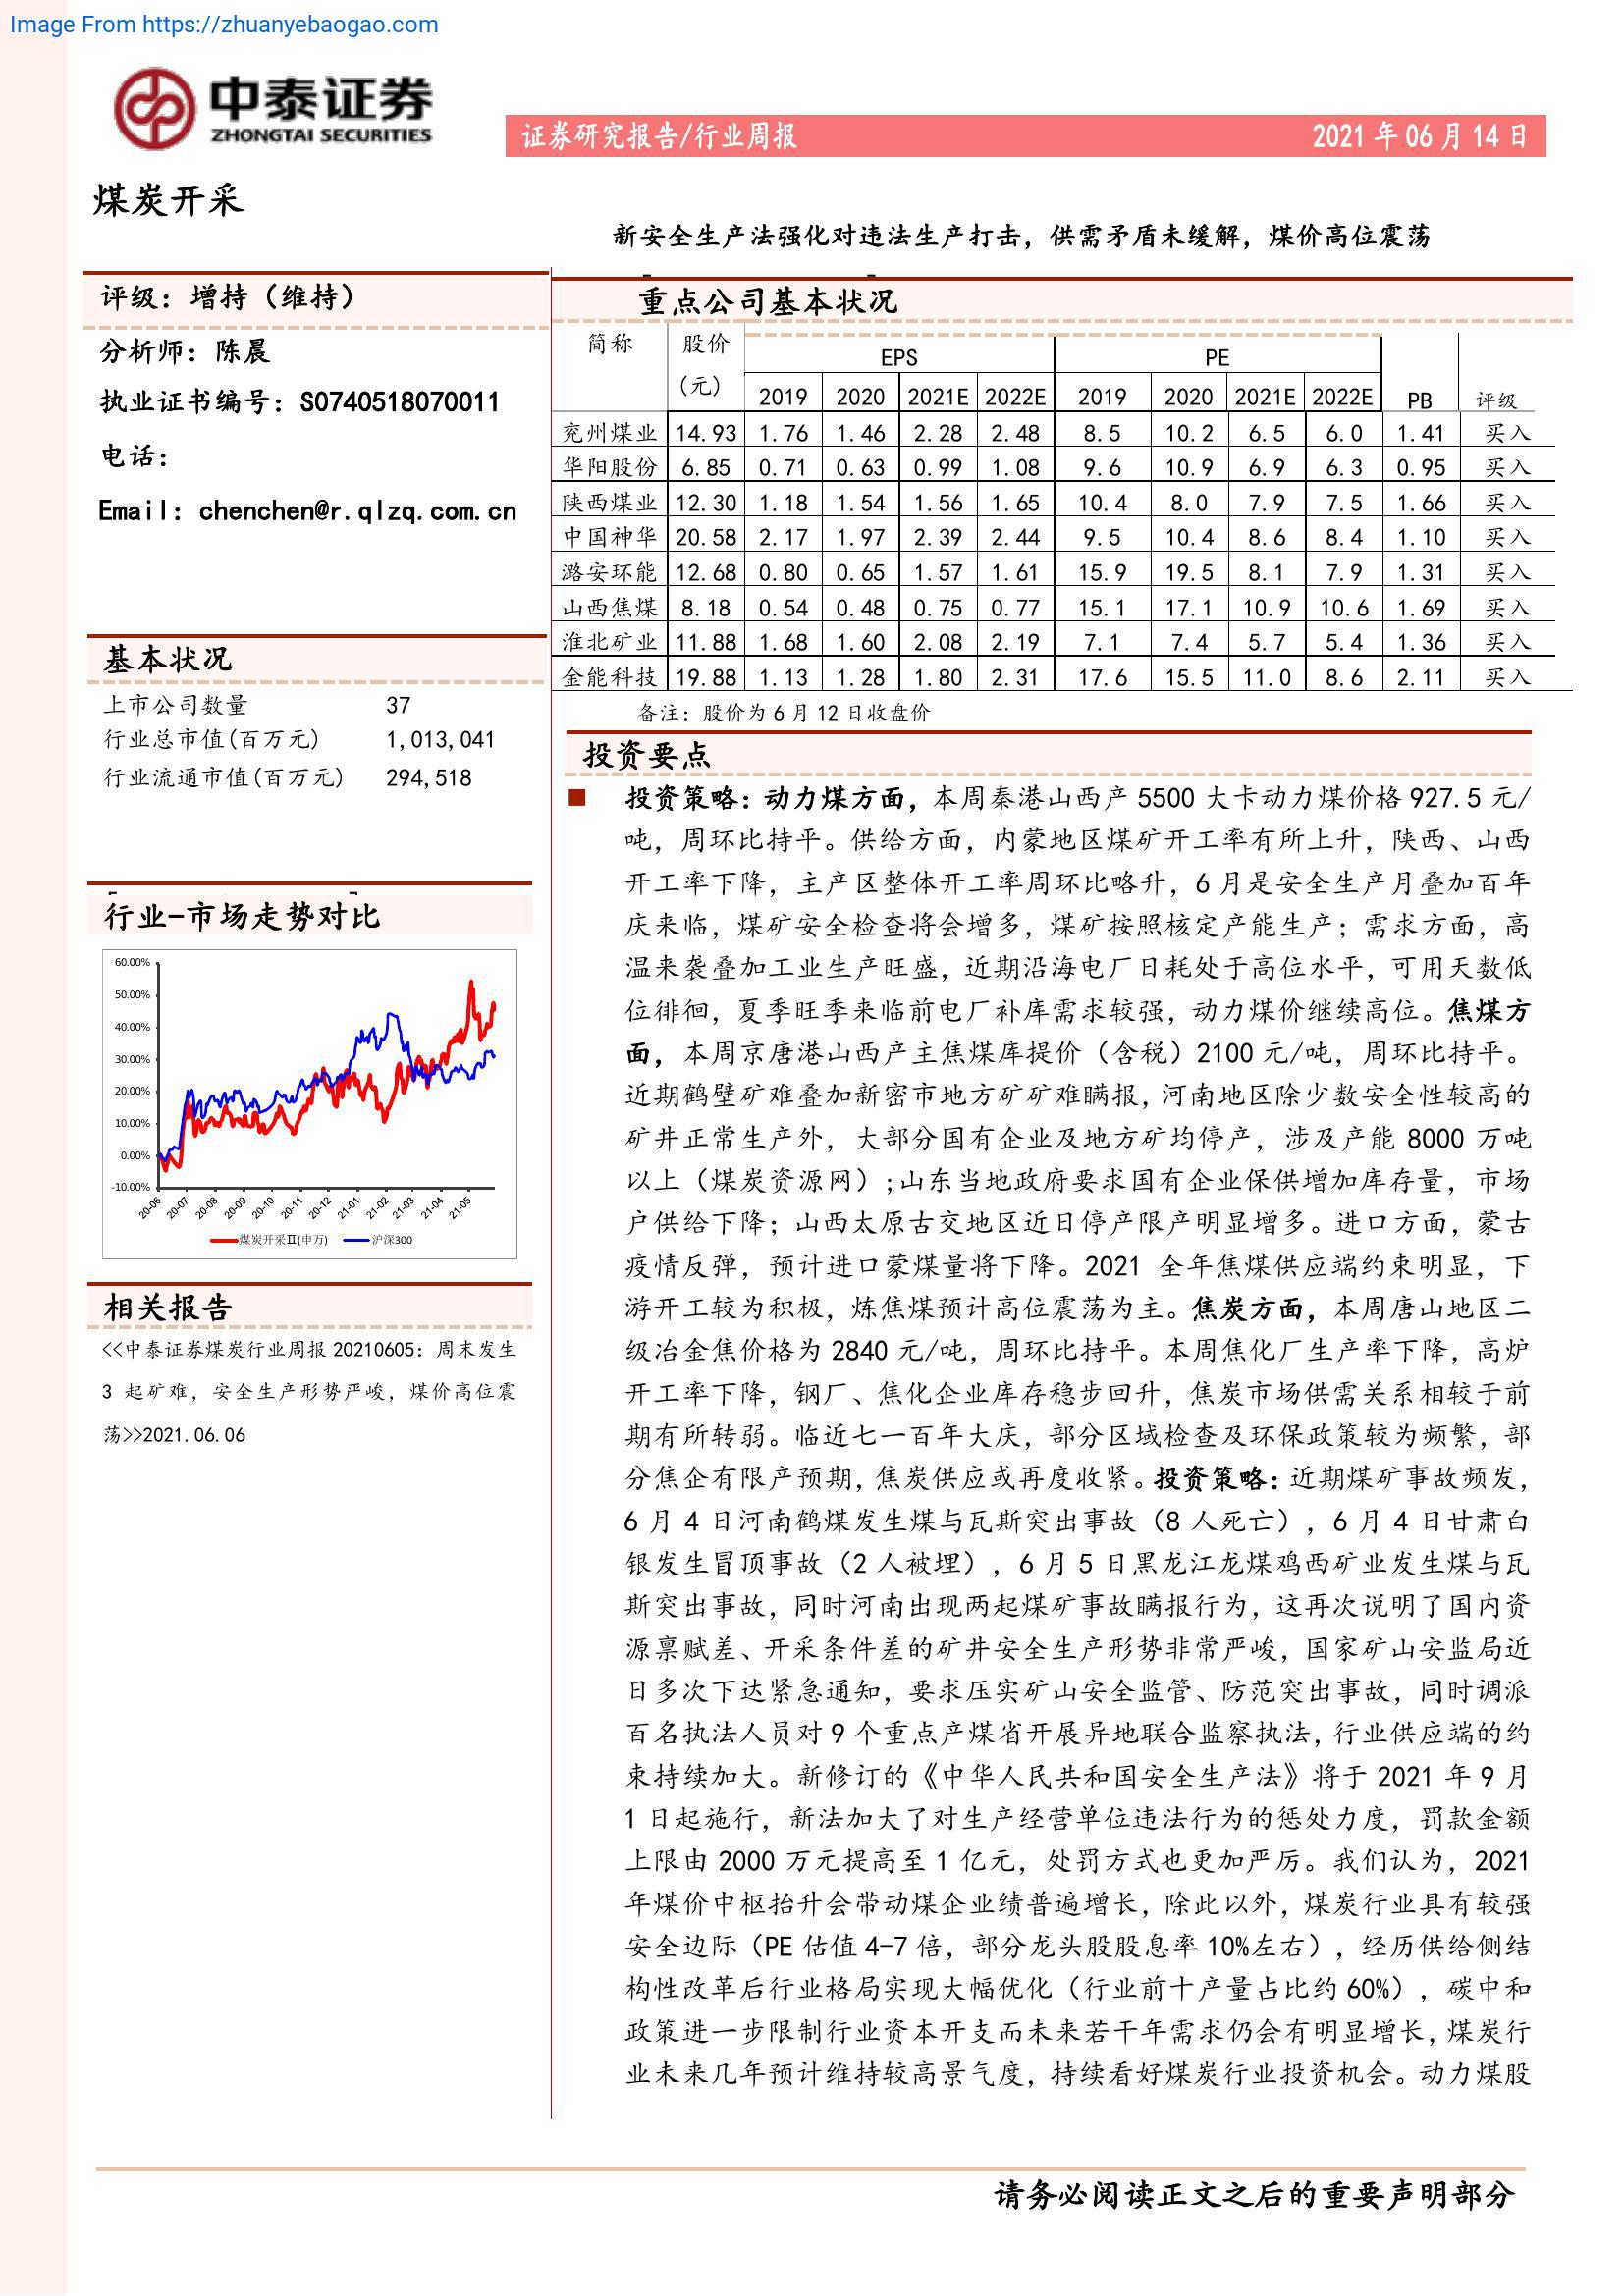 Image From https://zhuanyebaogao.com
中泰证券
ZHONGTAI SECURITIES
证券研究报告/行业周报 2021 年 06 月 14 日
煤炭开采
新安全生产法强化对违法生产打击，供需矛盾未缓解，煤价高位震荡
评级：增持（维持）
分析师：陈晨
执业证书编号：S0740518070011
电话：
Email：chenchen@r.qlzq.com.cn
基本状况
上市公司数量 37
行业总市值(百万元) 1,013,041
行业流通市值(百万元) 294,518
行业-市场走势对比
60.00%
50.00%
40.00%
30.00%
20.00%
10.00%
0.00%
-10.00%
20-06 20-07 20-08 20-09 20-10 20-11 20-12 21-01 21-02 21-03 21-04 21-05
煤炭开采Ⅱ(申万) 沪深300
相关报告
<<中泰证券煤炭行业周报 20210605：周末发生
3 起矿难，安全生产形势严峻，煤价高位震
荡>>2021.06.06
重点公司基本状况
简称 股价 EPS PE
(元) 2019 2020 2021E 2022E 2019 2020 2021E 2022E PB 评级
兖州煤业 14.93 1.76 1.46 2.28 2.48 8.5 10.2 6.5 6.0 1.41 买入
华阳股份 6.85 0.71 0.63 0.99 1.08 9.6 10.9 6.9 6.3 0.95 买入
陕西煤业 12.30 1.18 1.54 1.56 1.65 10.4 8.0 7.9 7.5 1.66 买入
中国神华 20.58 2.17 1.97 2.39 2.44 9.5 10.4 8.6 8.4 1.10 买入
潞安环能 12.68 0.80 0.65 1.57 1.61 15.9 19.5 8.1 7.9 1.31 买入
山西焦煤 8.18 0.54 0.48 0.75 0.77 15.1 17.1 10.9 10.6 1.69 买入
淮北矿业 11.88 1.68 1.60 2.08 2.19 7.1 7.4 5.7 5.4 1.36 买入
金能科技 19.88 1.13 1.28 1.80 2.31 17.6 15.5 11.0 8.6 2.11 买入
备注：股价为 6 月 12 日收盘价
投资要点
■ 投资策略：动力煤方面，本周秦港山西产 5500 大卡动力煤价格 927.5 元/
吨，周环比持平。供给方面，内蒙地区煤矿开工率有所上升，陕西、山西
开工率下降，主产区整体开工率周环比略升，6 月是安全生产月叠加百年
庆来临，煤矿安全检查将会增多，煤矿按照核定产能生产；需求方面，高
温来袭叠加工业生产旺盛，近期沿海电厂日耗处于高位水平，可用天数低
位徘徊，夏季旺季来临前电厂补库需求较强，动力煤价继续高位。焦煤方
面，本周京唐港山西产主焦煤库提价（含税）2100 元/吨，周环比持平。
近期鹤壁矿难叠加新密市地方矿矿难瞒报，河南地区除少数安全性较高的
矿井正常生产外，大部分国有企业及地方矿均停产，涉及产能 8000 万吨
以上（煤炭资源网）;山东当地政府要求国有企业保供增加库存量，市场
户供给下降；山西太原古交地区近日停产限产明显增多。进口方面，蒙古
疫情反弹，预计进口蒙煤量将下降。2021 全年焦煤供应端约束明显，下
游开工较为积极，炼焦煤预计高位震荡为主。焦炭方面，本周唐山地区二
级冶金焦价格为 2840 元/吨，周环比持平。本周焦化厂生产率下降，高炉
开工率下降，钢厂、焦化企业库存稳步回升，焦炭市场供需关系相较于前
期有所转弱。临近七一百年大庆，部分区域检查及环保政策较为频繁，部
分焦企有限产预期，焦炭供应或再度收紧。投资策略：近期煤矿事故频发，
6 月 4 日河南鹤煤发生煤与瓦斯突出事故（8 人死亡），6 月 4 日甘肃白
银发生冒顶事故（2 人被埋），6 月 5 日黑龙江龙煤鸡西矿业发生煤与瓦
斯突出事故，同时河南出现两起煤矿事故瞒报行为，这再次说明了国内资
源禀赋差、开采条件差的矿井安全生产形势非常严峻，国家矿山安监局近
日多次下达紧急通知，要求压实矿山安全监管、防范突出事故，同时调派
百名执法人员对 9 个重点产煤省开展异地联合监察执法，行业供应端的约
束持续加大。新修订的《中华人民共和国安全生产法》将于 2021 年 9 月
1 日起施行，新法加大了对生产经营单位违法行为的惩处力度，罚款金额
上限由 2000 万元提高至 1 亿元，处罚方式也更加严厉。我们认为，2021
年煤价中枢抬升会带动煤企业绩普遍增长，除此以外，煤炭行业具有较强
安全边际（PE 估值 4-7 倍，部分龙头股股息率 10%左右），经历供给侧结
构性改革后行业格局实现大幅优化（行业前十产量占比约 60%），碳中和
政策进一步限制行业资本开支而未来若干年需求仍会有明显增长，煤炭行
业未来几年预计维持较高景气度，持续看好煤炭行业投资机会。动力煤股
请务必阅读正文之后的重要声明部分